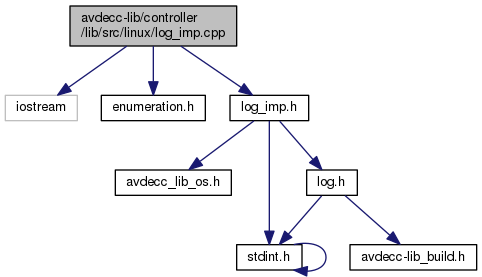 avdecc-lib/controller
/lib/src/linux/log_imp.cpp
iostream
enumeration.h
log_imp.h
avdecc_lib_os.h
log.h
stdint.h
avdecc-lib_build.h